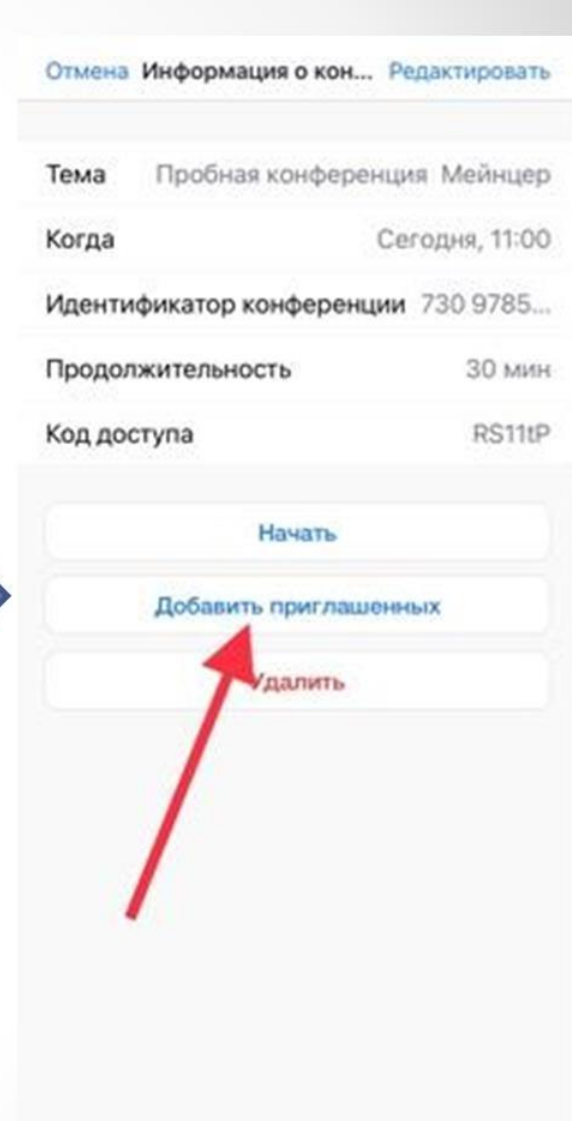 Отмена Информация о кон... Редактировать
Тема Пробная конференция Мейнцер
Когда Сегодня, 11:00
Идентификатор конференции 730 9785...
Продолжительность 30 мин
Код доступа RS11tP
Начать
Добавить приглашенных
Удалить